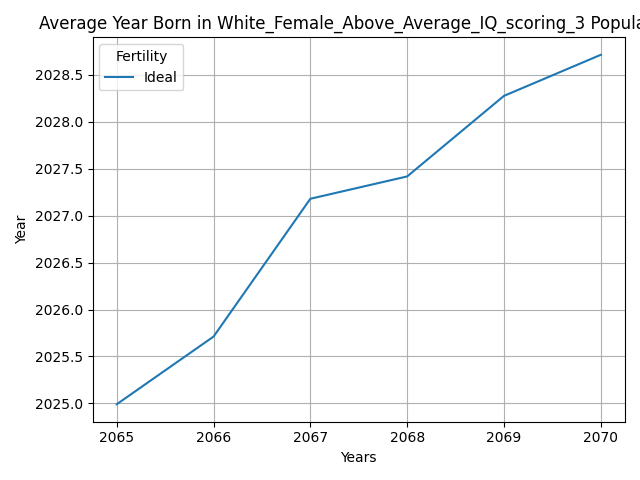 Average Year Born in White_Female_Above_Average_IQ_scoring_3 Popula
Fertility
Ideal
2028.5
2028.0
2027.5
2027.0
2026.5
2026.0
2025.5
2025.0
Year
2065 2066 2067 2068 2069 2070
Years